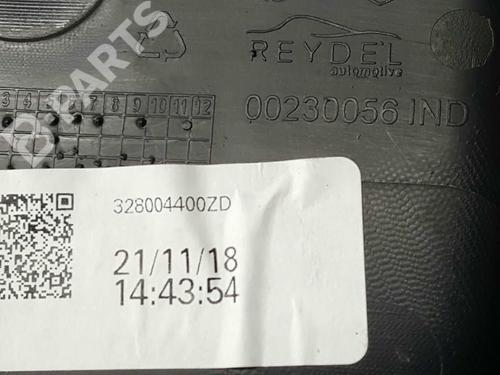 REYDEL
automotive
00230056 IND
3 4 5 6 7 8 9 10 11 12
328004400ZD
21/11/18
14:43:54
B-PARTS